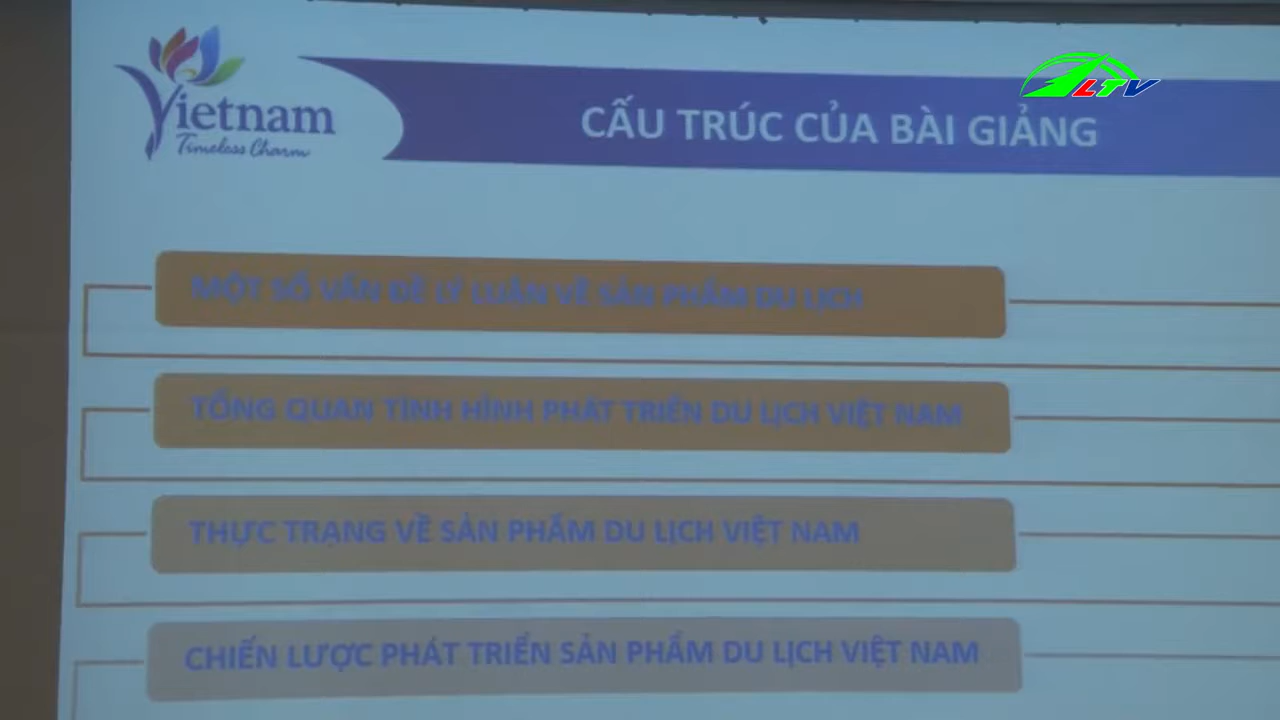 Vietnam
Timeless Charm
LTV
CẤU TRÚC CỦA BÀI GIẢNG
MỘT SỐ VẤN ĐỀ LÝ LUẬN VỀ SẢN PHẨM DU LỊCH
TỔNG QUAN TÌNH HÌNH PHÁT TRIỂN DU LỊCH VIỆT NAM
THỰC TRẠNG VỀ SẢN PHẨM DU LỊCH VIỆT NAM
CHIẾN LƯỢC PHÁT TRIỂN SẢN PHẨM DU LỊCH VIỆT NAM